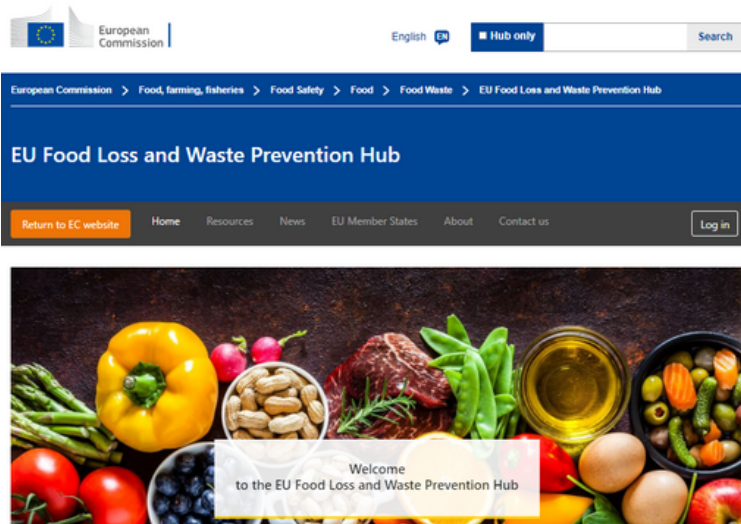 European
Commission
English EN
Hub only
Search
European Commission > Food, farming, fisheries > Food Safety > Food > Food Waste > EU Food Loss and Waste Prevention Hub
EU Food Loss and Waste Prevention Hub
Return to EC website Home Resources News EU Member States About Contact us Log in
Welcome
to the EU Food Loss and Waste Prevention Hub